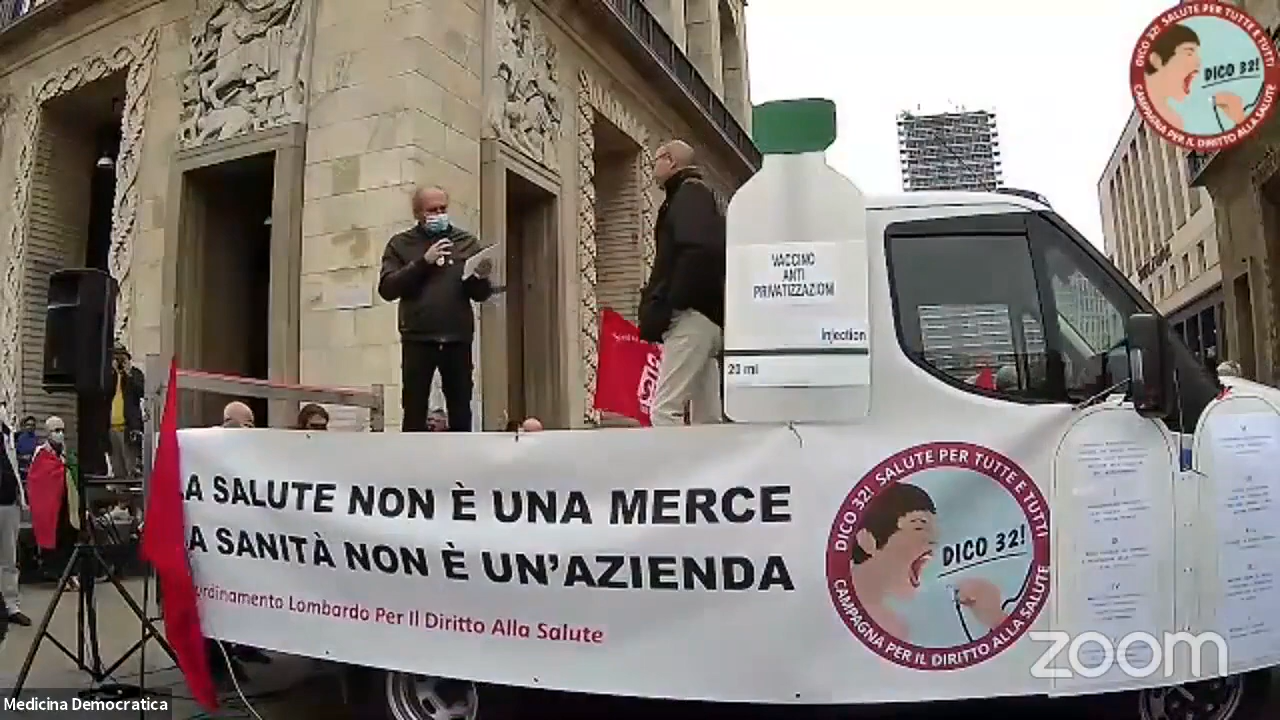 DICO 32! SALUTE PER TUTTE E TUTTI
DICO 32!
CAMPAGNA PER IL DIRITTO ALLA SALUTE
VACCINO
ANTI
PRIVATIZZAZIONI
injection
20 ml
A SALUTE NON È UNA MERCE
A SANITÀ NON È UN'AZIENDA
ordinamento Lombardo Per Il Diritto Alla Salute
DICO 32! SALUTE PER TUTTE E TUTTI
DICO 32!
CAMPAGNA PER IL DIRITTO ALLA SALUTE
zoom
Medicina Democratica